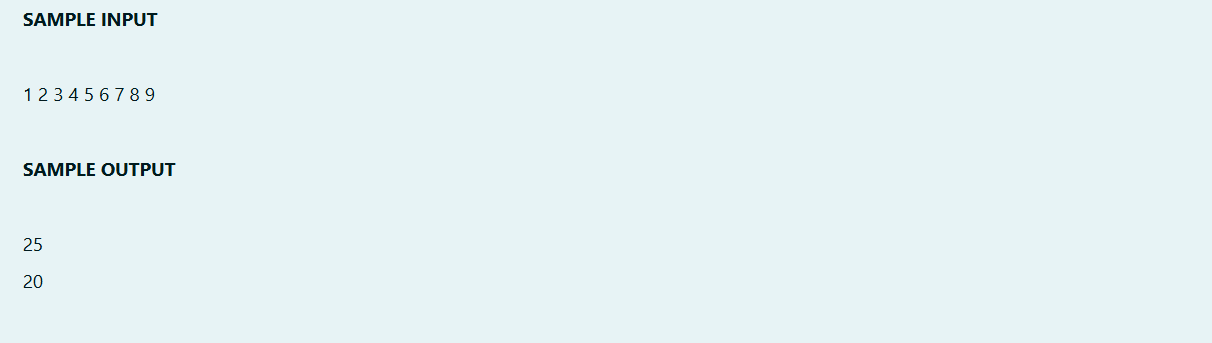 SAMPLE INPUT
1 2 3 4 5 6 7 8 9
SAMPLE OUTPUT
25
20